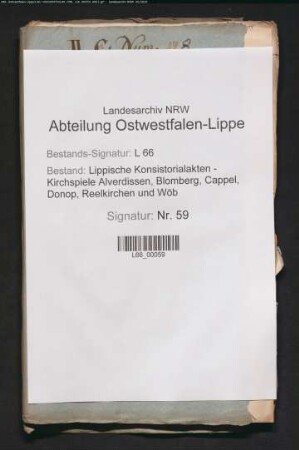 Landesarchiv NRW
Abteilung Ostwestfalen-Lippe
Bestands-Signatur: L 66
Bestand: Lippische Konsistorialakten -
Kirchspiele Alverdissen, Blomberg, Cappel,
Donop, Reelkirchen und Wöb
Signatur: Nr. 59
L66_00059